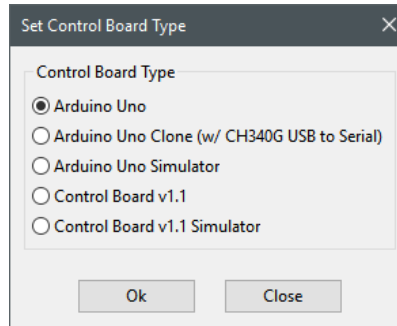 Set Control Board Type
Control Board Type
Arduino Uno
Arduino Uno Clone (w/ CH340G USB to Serial)
Arduino Uno Simulator
Control Board v1.1
Control Board v1.1 Simulator
Ok Close